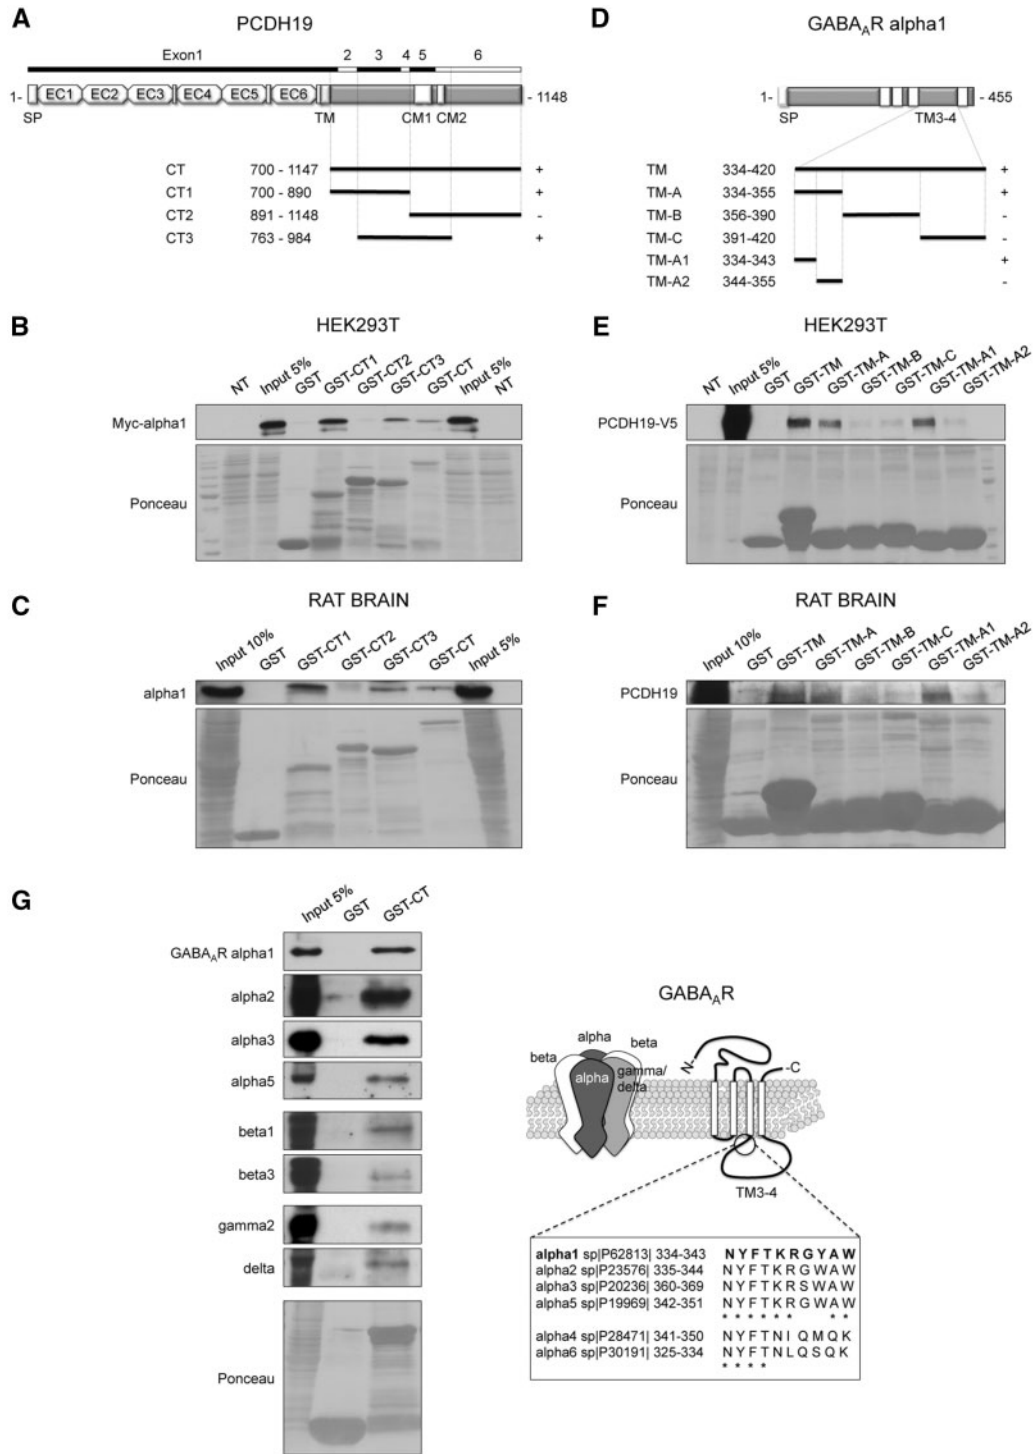 A
PCDH19
Exon1 2 3 4 5 6
1- EC1 EC2 EC3 EC4 EC5 EC6 - 1148
SP TM CM1 CM2
CT 700 - 1147 +
CT1 700 - 890 +
CT2 891 - 1148 -
CT3 763 - 984 +
B
HEK293T
NT Input 5% GST GST-CT1 GST-CT2 GST-CT3 GST-CT Input 5% NT
Myc-alpha1
Ponceau
C
RAT BRAIN
Input 10% GST GST-CT1 GST-CT2 GST-CT3 GST-CT Input 5%
alpha1
Ponceau
D
GABAAR alpha1
1- - 455
SP TM3-4
TM 334-420 +
TM-A 334-355 +
TM-B 356-390 -
TM-C 391-420 -
TM-A1 334-343 +
TM-A2 344-355 -
E
HEK293T
NT Input 5% GST GST-TM GST-TM-A GST-TM-B GST-TM-C GST-TM-A1 GST-TM-A2
PCDH19-V5
Ponceau
F
RAT BRAIN
Input 10% GST GST-TM GST-TM-A GST-TM-B GST-TM-C GST-TM-A1 GST-TM-A2
PCDH19
Ponceau
G
Input 5% GST GST-CT
GABAAR alpha1
alpha2
alpha3
alpha5
beta1
beta3
gamma2
delta
Ponceau
GABAAR
alpha
beta beta
alpha gamma/
delta
N- -C
TM3-4
alpha1 sp|P62813| 334-343 N Y F T K R G Y A W
alpha2 sp|P23576| 335-344 N Y F T K R G W A W
alpha3 sp|P20236| 360-369 N Y F T K R S W A W
alpha5 sp|P19969| 342-351 N Y F T K R G W A W
* * * * * * * *
alpha4 sp|P28471| 341-350 N Y F T N I Q M Q K
alpha6 sp|P30191| 325-334 N Y F T N L Q S Q K
* * * *